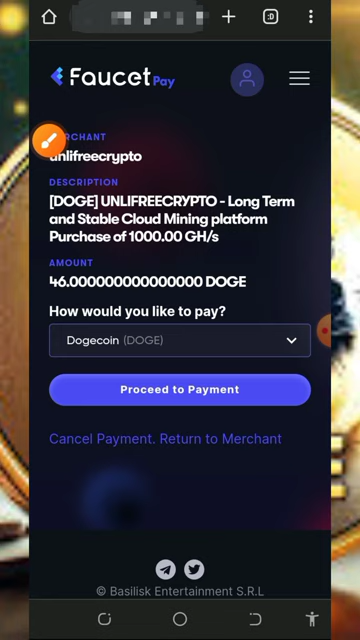 Faucet Pay
unlifreecrypto
DESCRIPTION
[DOGE] UNLIFREECRYPTO - Long Term
and Stable Cloud Mining platform
Purchase of 1000.00 GH/s
AMOUNT
46.000000000000000 DOGE
How would you like to pay?
Dogecoin (DOGE)
Proceed to Payment
Cancel Payment. Return to Merchant
© Basilisk Entertainment S.R.L